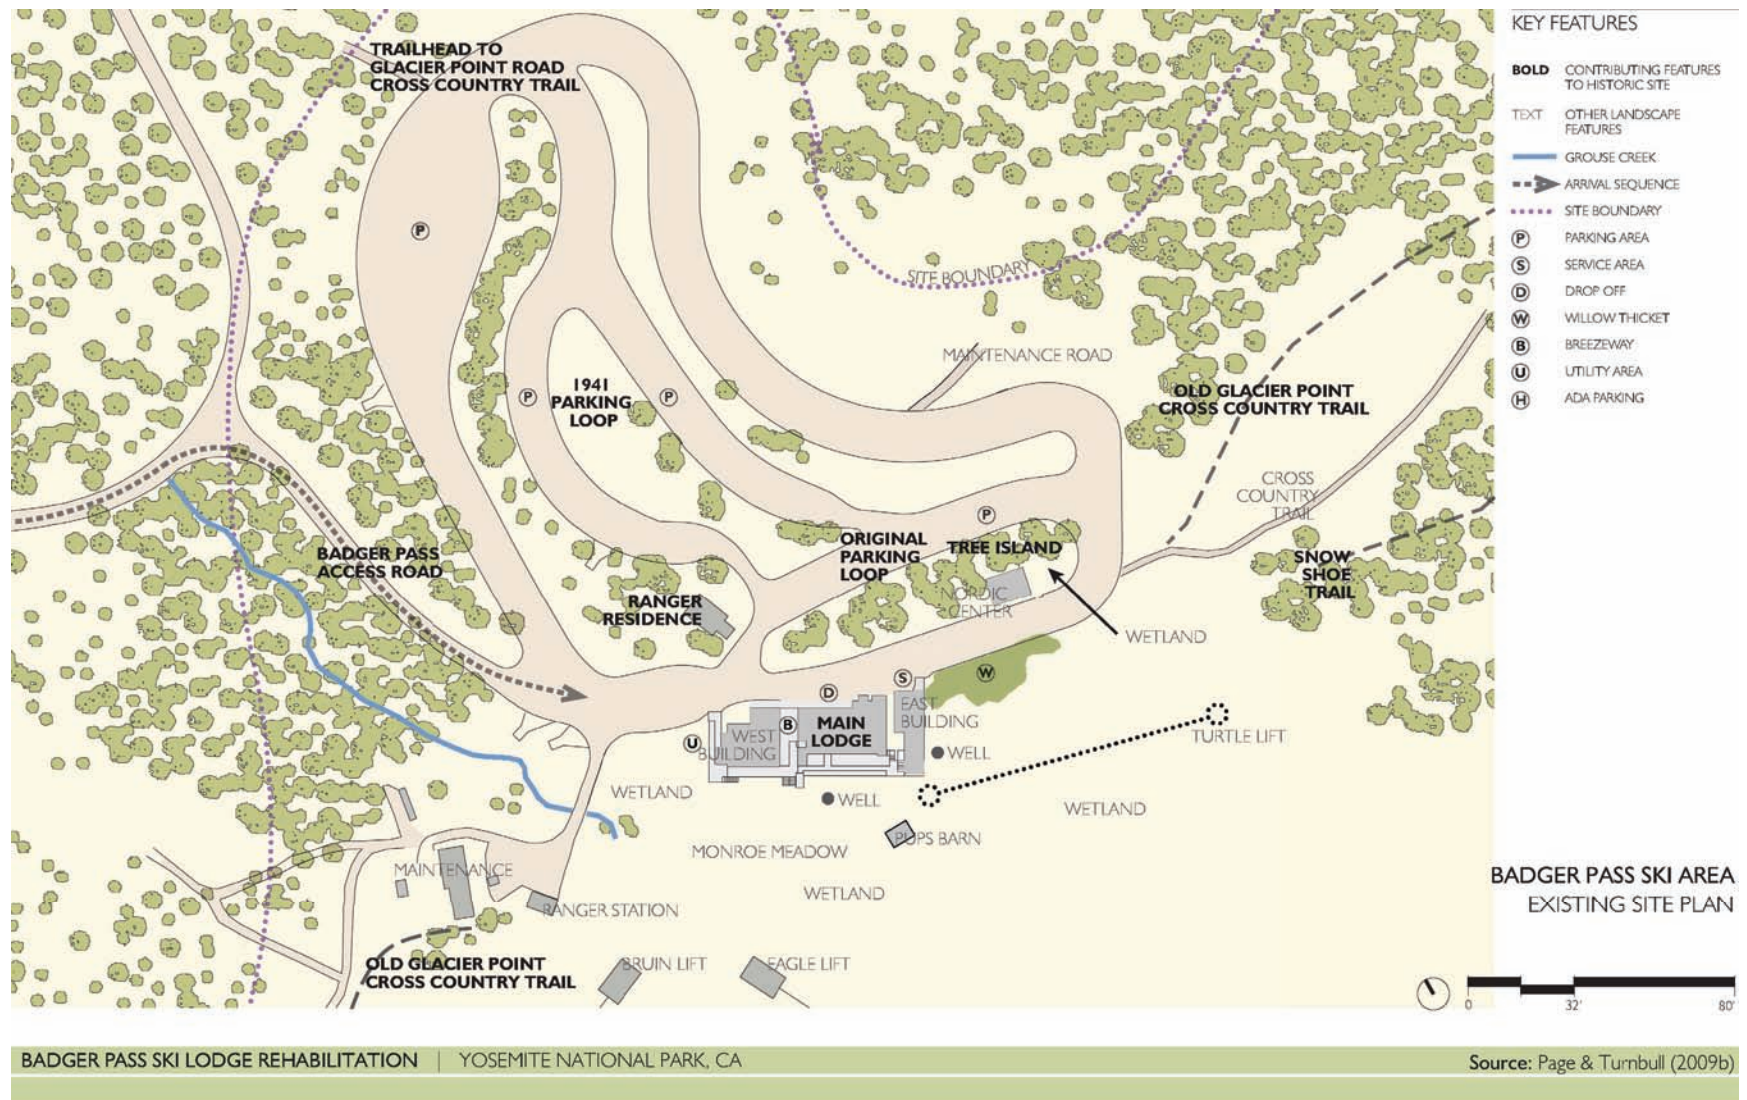 TRAILHEAD TO
GLACIER POINT ROAD
CROSS COUNTRY TRAIL
P
SITE BOUNDARY
MAINTENANCE ROAD
1941
PARKING
LOOP
P
P
OLD GLACIER POINT
CROSS COUNTRY TRAIL
CROSS
COUNTRY
TRAIL
P
BADGER PASS
ACCESS ROAD
ORIGINAL
PARKING
LOOP
TREE ISLAND
SNOW
SHOE
TRAIL
RANGER
RESIDENCE
NORDIC
CENTER
WETLAND
S
W
D
EAST
BUILDING
B
MAIN
LODGE
WEST
BUILDING
U
WELL
TURTLE LIFT
WETLAND
WELL
WETLAND
PUPS BARN
MONROE MEADOW
MAINTENANCE
WETLAND
RANGER STATION
OLD GLACIER POINT
CROSS COUNTRY TRAIL
BRUIN LIFT
EAGLE LIFT
KEY FEATURES
BOLD CONTRIBUTING FEATURES
TO HISTORIC SITE
TEXT OTHER LANDSCAPE
FEATURES
GROUSE CREEK
ARRIVAL SEQUENCE
SITE BOUNDARY
P PARKING AREA
S SERVICE AREA
D DROP OFF
W WILLOW THICKET
B BREEZEWAY
U UTILITY AREA
H ADA PARKING
BADGER PASS SKI AREA
EXISTING SITE PLAN
0 32' 80'
BADGER PASS SKI LODGE REHABILITATION | YOSEMITE NATIONAL PARK, CA
Source: Page & Turnbull (2009b)